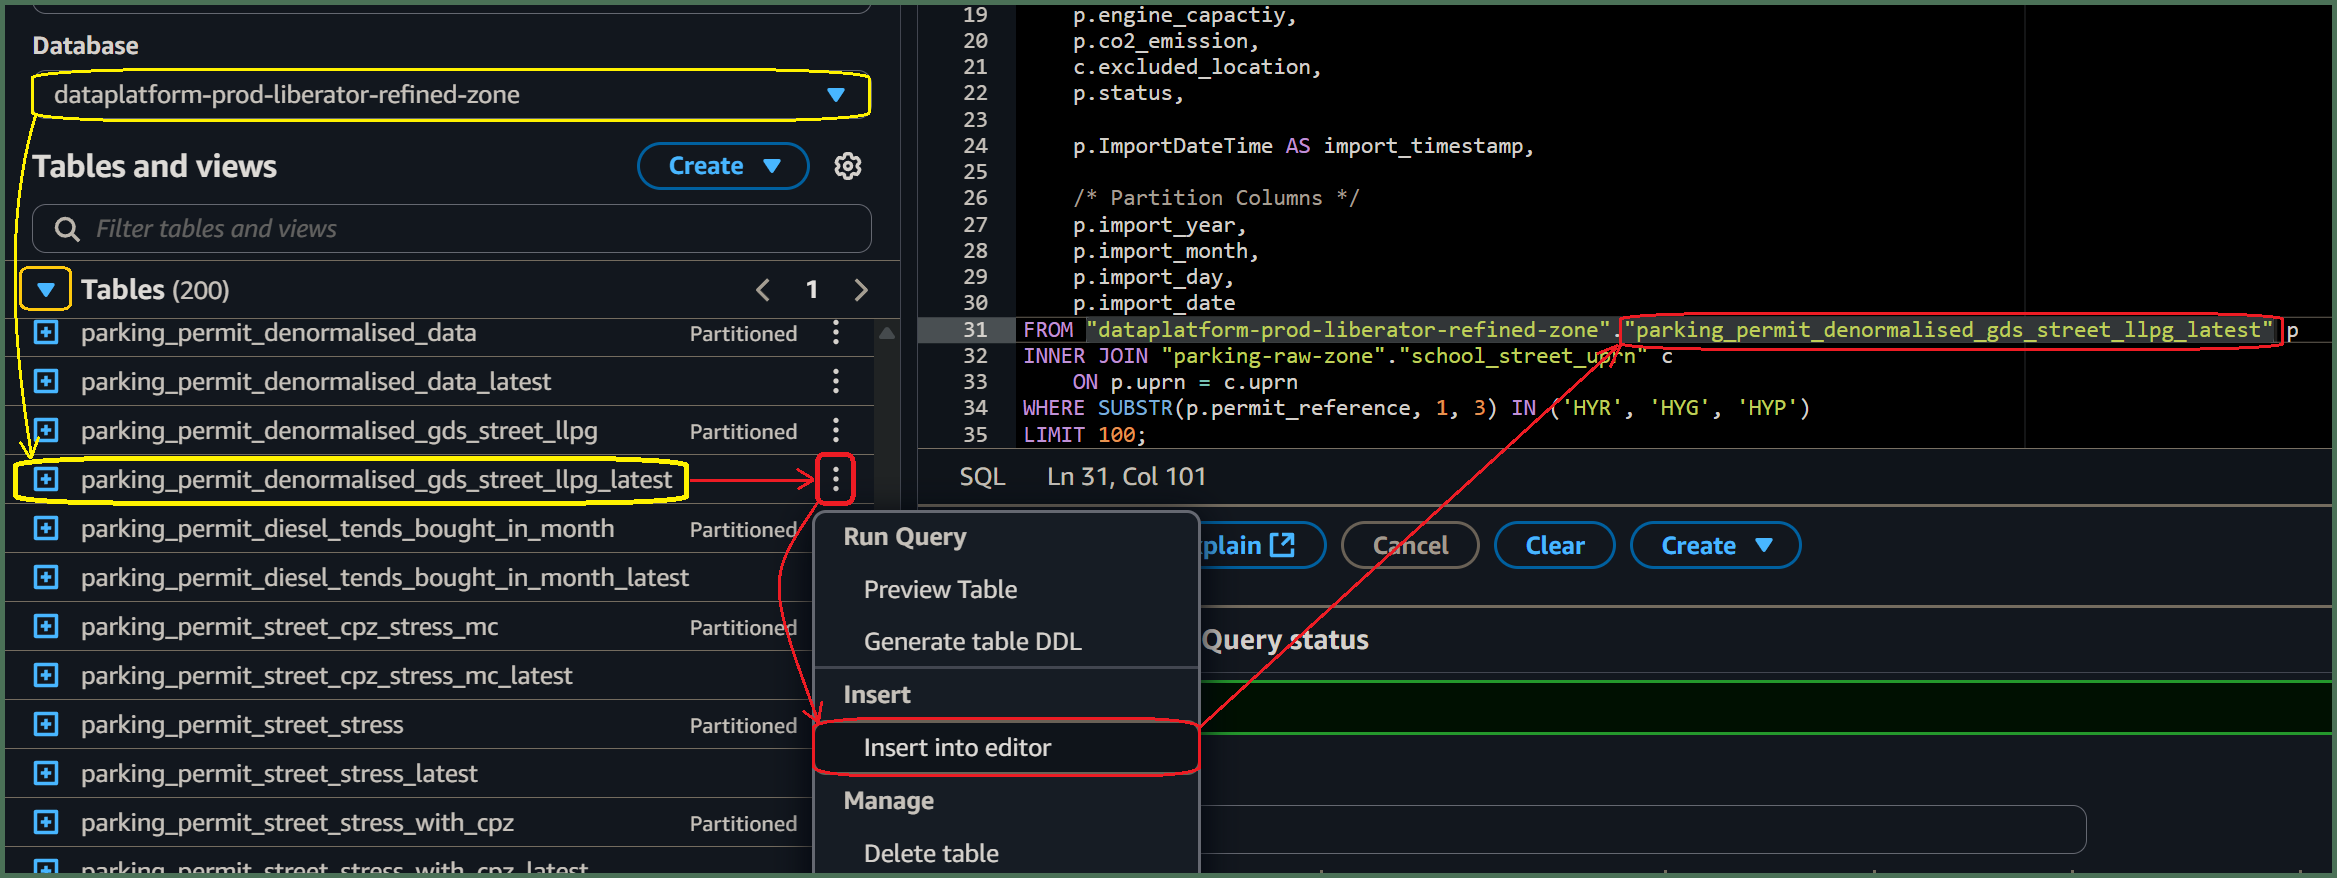 Database
dataplatform-prod-liberator-refined-zone
Tables and views
Create
Filter tables and views
Tables (200)
1
parking_permit_denormalised_data Partitioned
parking_permit_denormalised_data_latest
parking_permit_denormalised_gds_street_llpg Partitioned
parking_permit_denormalised_gds_street_llpg_latest
parking_permit_diesel_tends_bought_in_month Partitioned
parking_permit_diesel_tends_bought_in_month_latest
parking_permit_street_cpz_stress_mc Partitioned
parking_permit_street_cpz_stress_mc_latest
parking_permit_street_stress Partitioned
parking_permit_street_stress_latest
parking_permit_street_stress_with_cpz Partitioned
parking_permit_street_stress_with_cpz_latest
Run Query
Preview Table
Generate table DDL
Insert
Insert into editor
Manage
Delete table
19 p.engine_capactiy,
20 p.co2_emission,
21 c.excluded_location,
22 p.status,
23
24 p.ImportDateTime AS import_timestamp,
25
26 /* Partition Columns */
27 p.import_year,
28 p.import_month,
29 p.import_day,
30 p.import_date
31 FROM "dataplatform-prod-liberator-refined-zone"."parking_permit_denormalised_gds_street_llpg_latest" p
32 INNER JOIN "parking-raw-zone"."school_street_uprn" c
33 ON p.uprn = c.uprn
34 WHERE SUBSTR(p.permit_reference, 1, 3) IN ('HYR', 'HYG', 'HYP')
35 LIMIT 100;
SQL Ln 31, Col 101
plain Cancel Clear Create
Query status